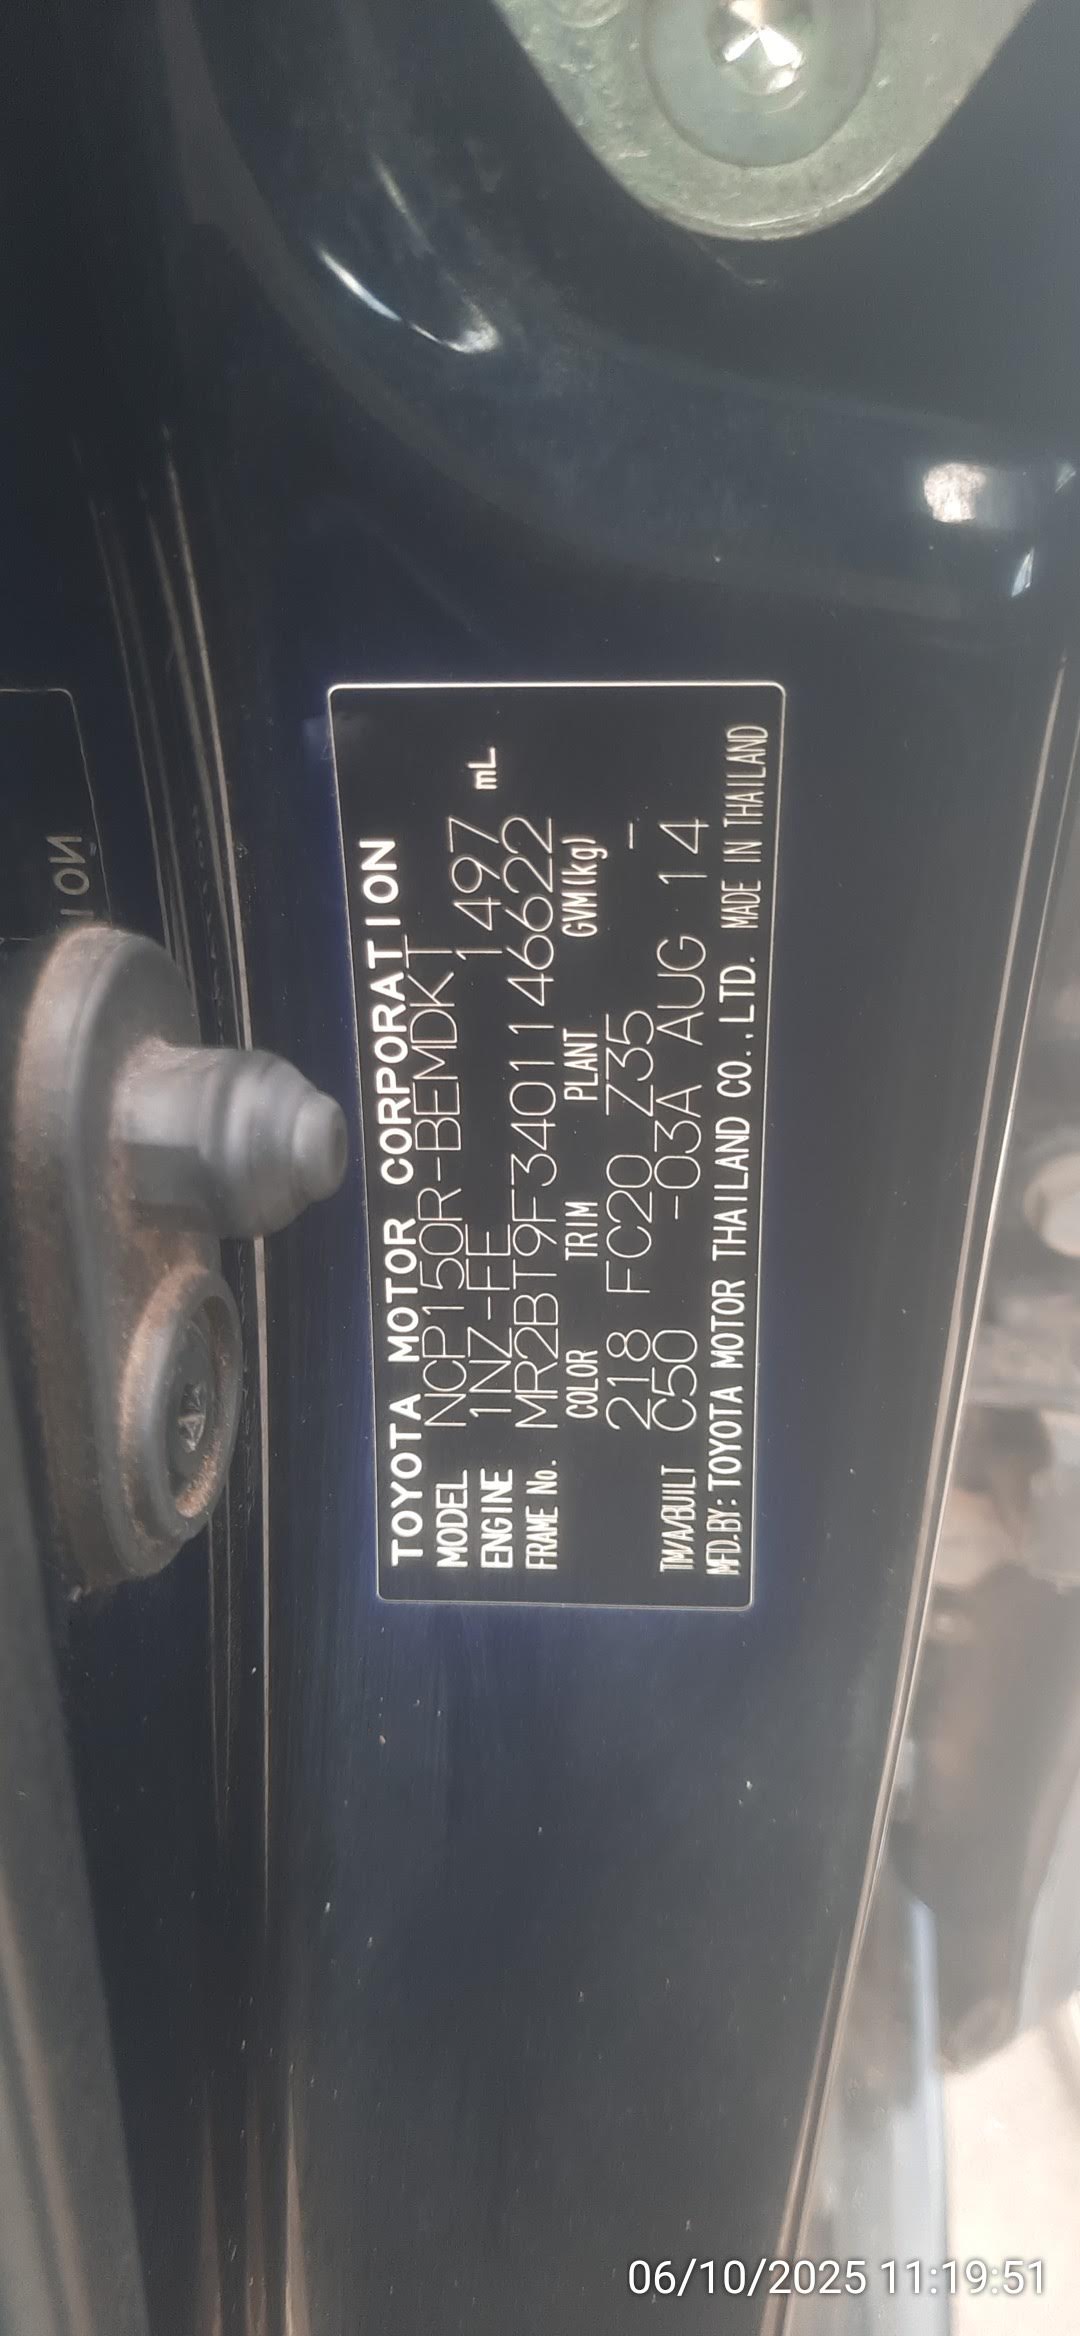 TOYOTA MOTOR CORPORATION
MODEL NCP150R-BEMDKT
ENGINE 1NZ-FE 1497 mL
FRAME No. MR2BT9F3401146622
COLOR TRIM PLANT GVM(kg)
218 FC20 Z35 -
TM/A/BUILT C50 -03A AUG 14
MFD.BY: TOYOTA MOTOR THAILAND CO.,LTD. MADE IN THAILAND
ION
06/10/2025 11:19:51